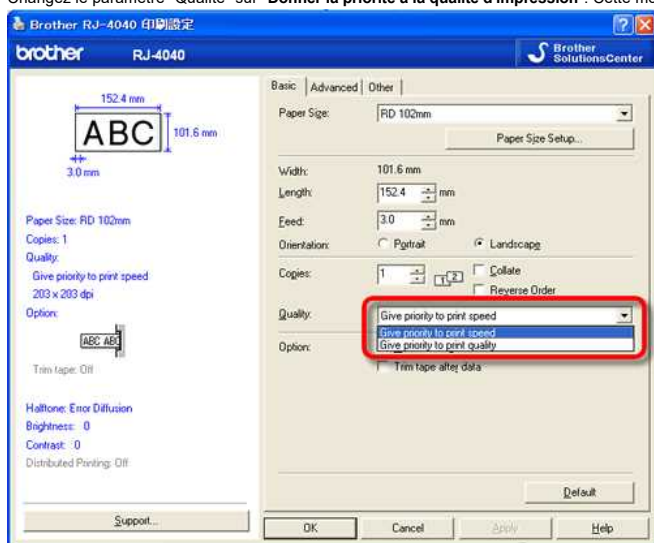 Changez le paramètre "Qualité" sur "Donner la priorité à la qualité d'impression". Cette
Brother RJ-4040 印刷設定
brother RJ-4040
Brother SolutionsCenter
152.4 mm
ABC
101.6 mm
3.0 mm
Paper Size: RD 102mm
Copies: 1
Quality:
Give priority to print speed
203 x 203 dpi
Option:
ABC ABC
Trim tape: Off
Halftone: Error Diffusion
Brightness: 0
Contrast: 0
Distributed Printing: Off
Support...
Basic Advanced Other
Paper Size: RD 102mm
Paper Size Setup...
Width: 101.6 mm
Length: 152.4 mm
Feed: 3.0 mm
Orientation: Portrait Landscape
Copies: 1 1 2 Collate
Reverse Order
Quality: Give priority to print speed
Give priority to print speed
Give priority to print quality
Option:
Trim tape after data
Default
OK Cancel Apply Help